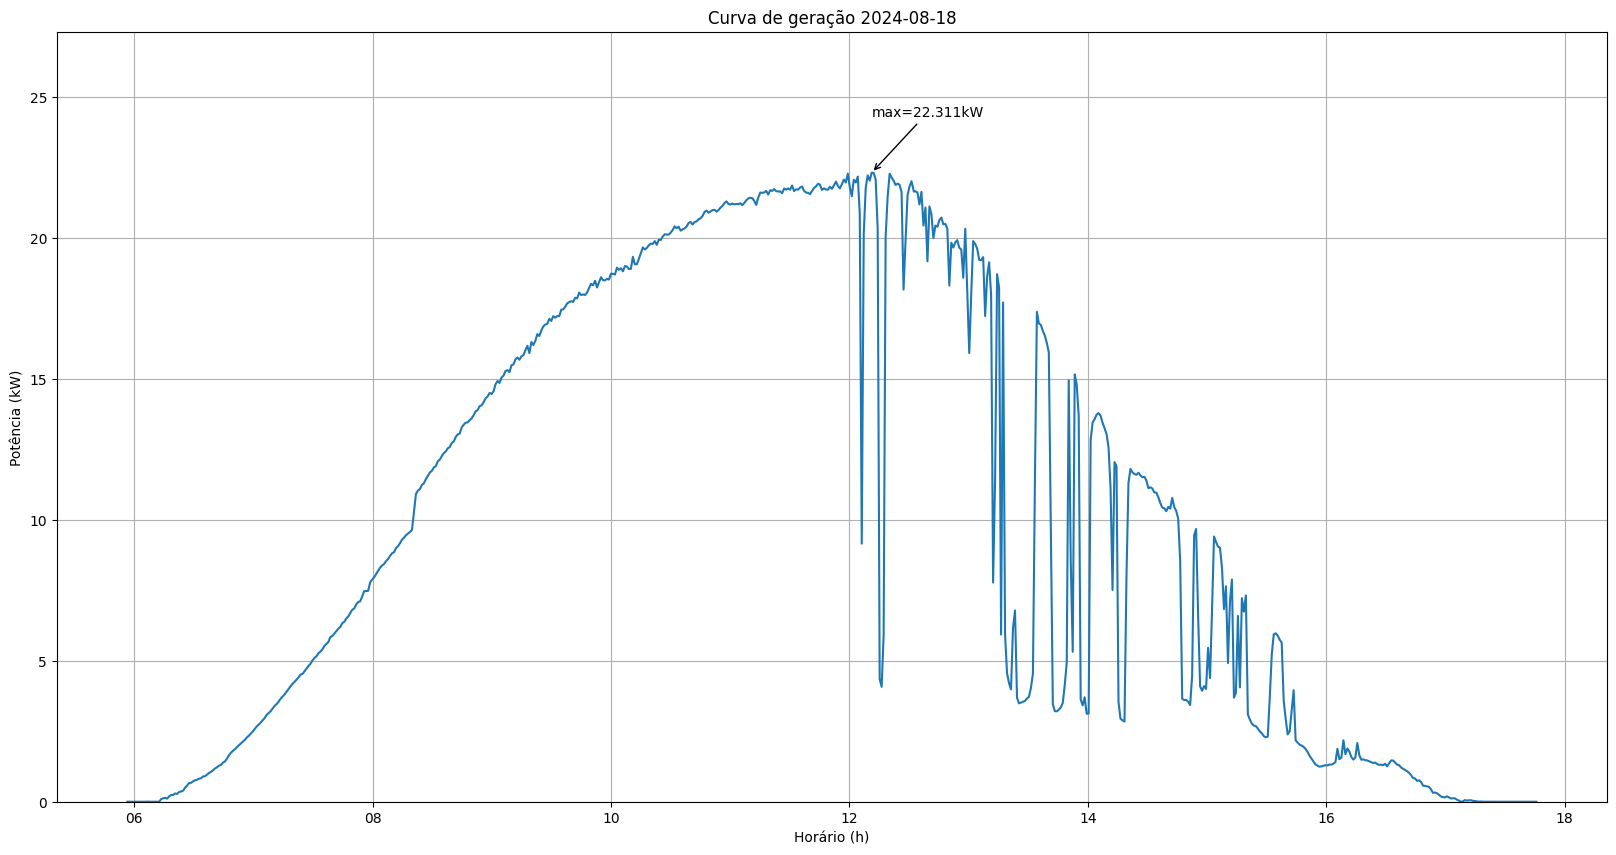 Curva de geração 2024-08-18
25
max=22.311kW
20
15
Potência (kW)
10
5
0
06 08 10 12 14 16 18
Horário (h)